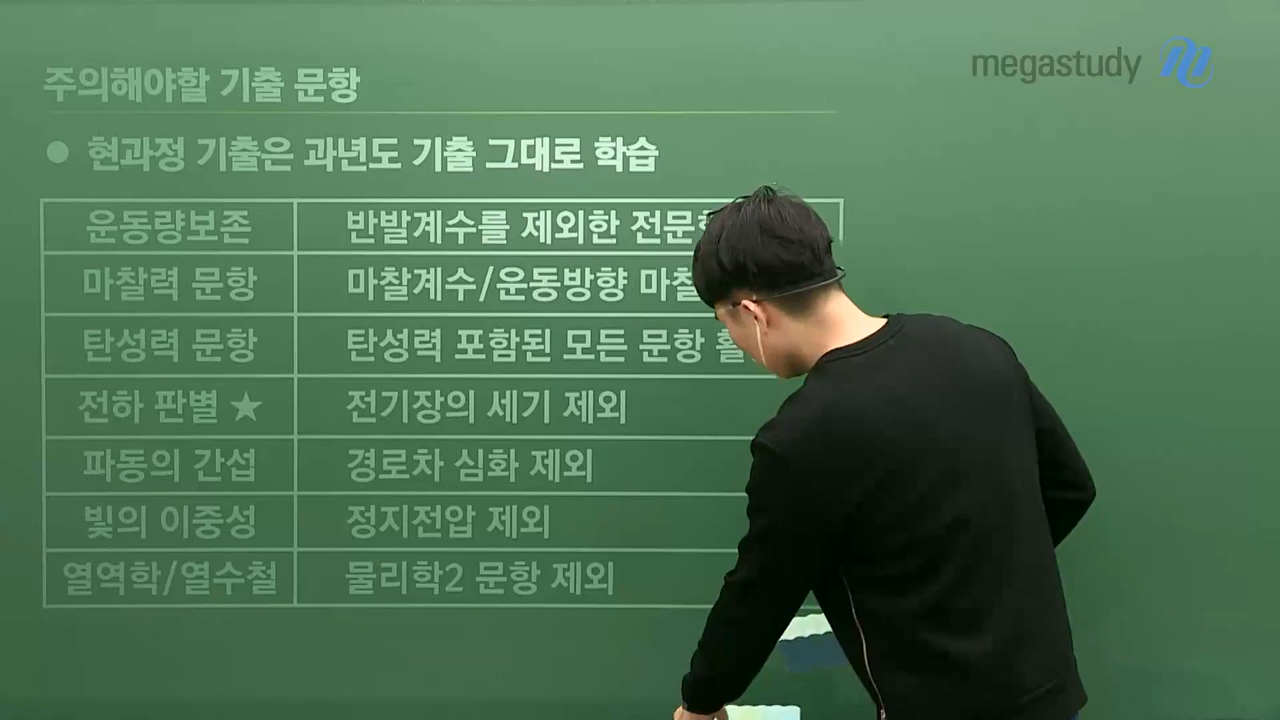 megastudy
주의해야할 기출 문항
● 현과정 기출은 과년도 기출 그대로 학습
운동량보존 반발계수를 제외한
마찰력 문항 마찰계수/운동방향
탄성력 문항 탄성력 포함된 모든 문항
전하 판별 ★ 전기장의 세기 제외
파동의 간섭 경로차 심화 제외
빛의 이중성 정지전압 제외
열역학/열수철 물리학2 문항 제외